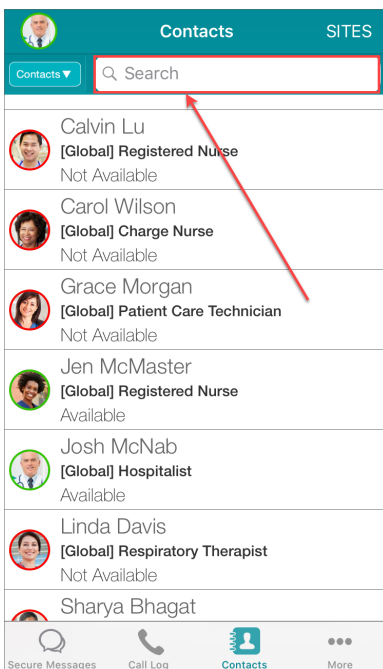 Contacts
SITES
Contacts▼
Search
Calvin Lu
[Global] Registered Nurse
Not Available
Carol Wilson
[Global] Charge Nurse
Not Available
Grace Morgan
[Global] Patient Care Technician
Not Available
Jen McMaster
[Global] Registered Nurse
Available
Josh McNab
[Global] Hospitalist
Available
Linda Davis
[Global] Respiratory Therapist
Not Available
Sharya Bhagat
Secure Messages
Call Log
Contacts
More